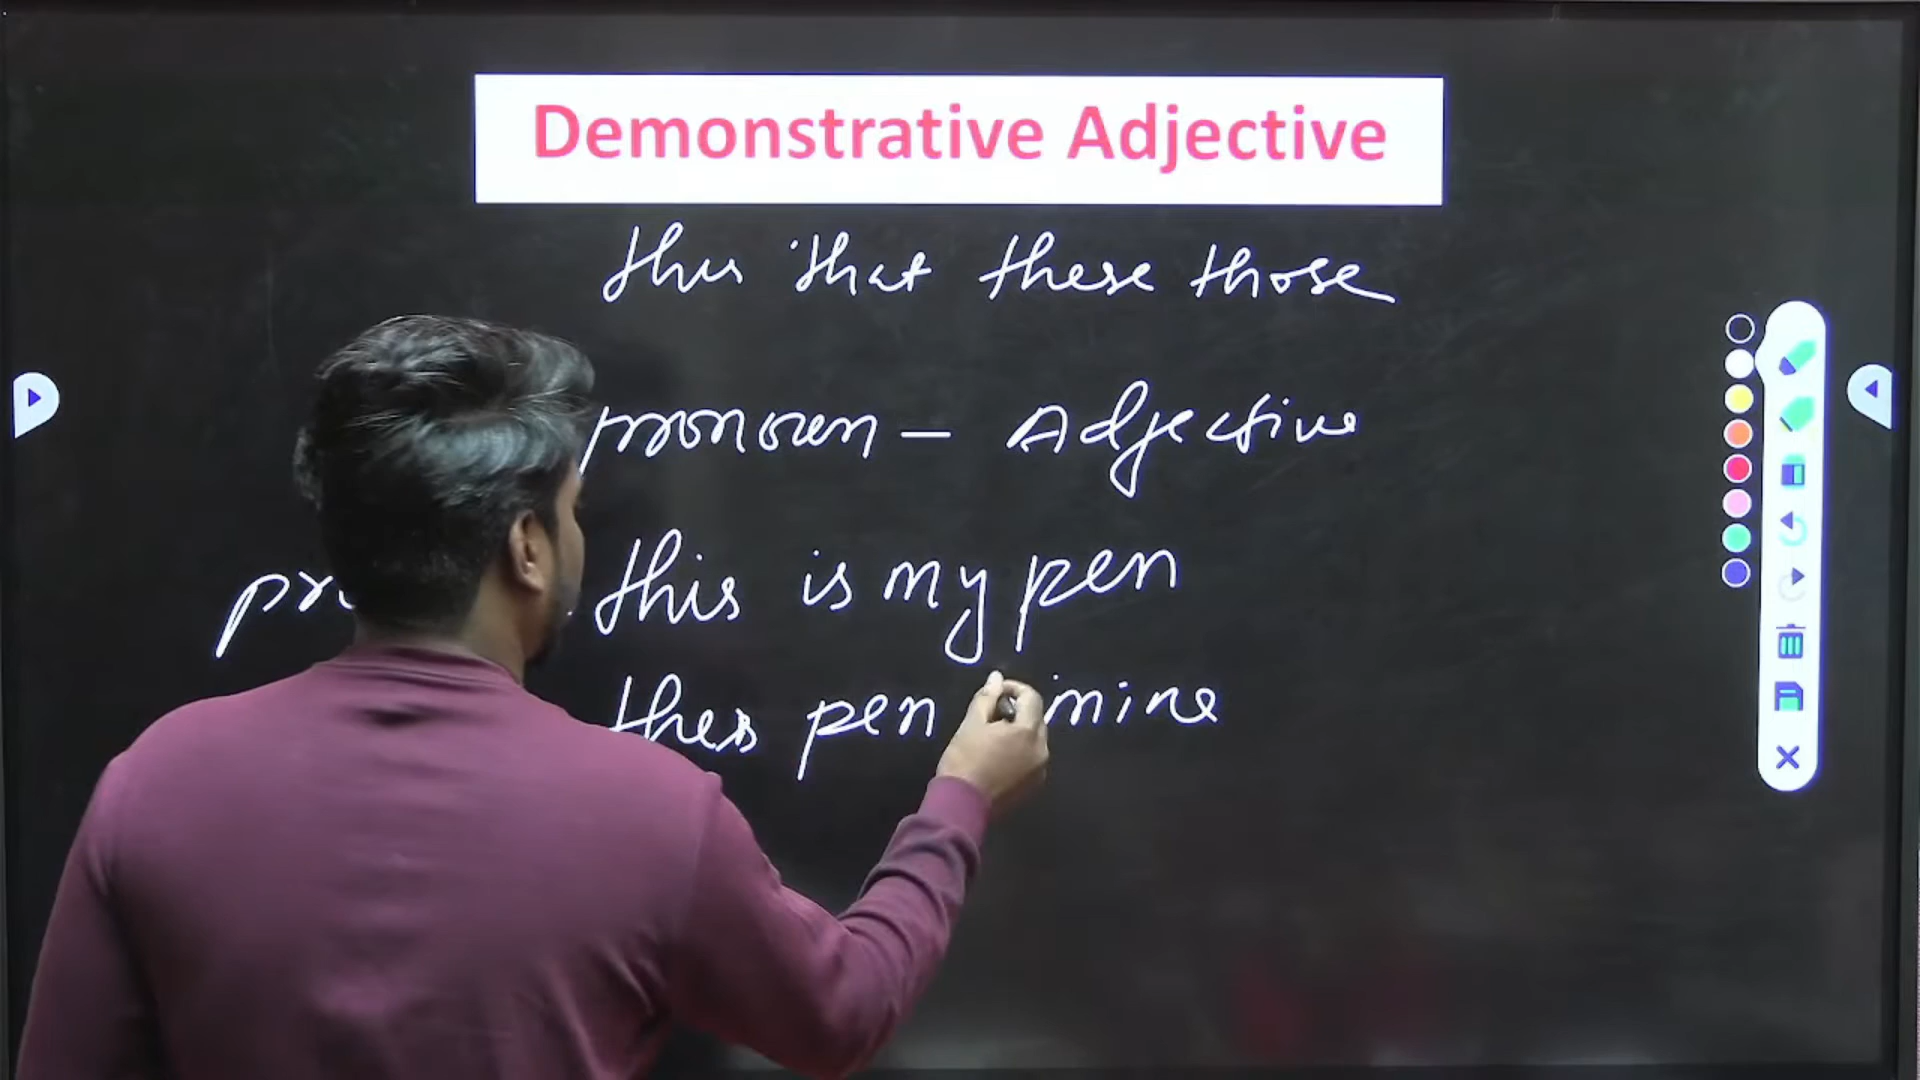 Demonstrative Adjective
this that these those
pronoun – Adjective
this is my pen
this pen mine